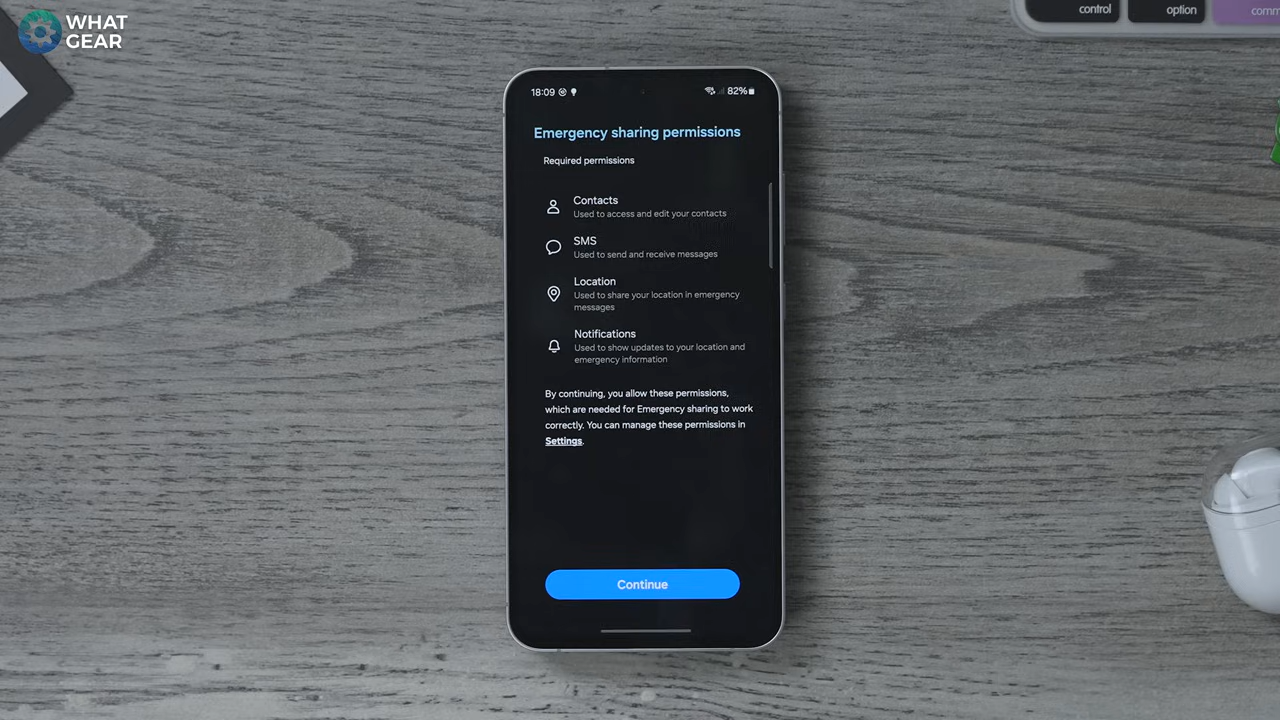 WHAT
GEAR
control
option
18:09
82%
Emergency sharing permissions
Required permissions
Contacts
Used to access and edit your contacts
SMS
Used to send and receive messages
Location
Used to share your location in emergency
messages
Notifications
Used to show updates to your location and
emergency information
By continuing, you allow these permissions,
which are needed for Emergency sharing to work
correctly. You can manage these permissions in
Settings.
Continue